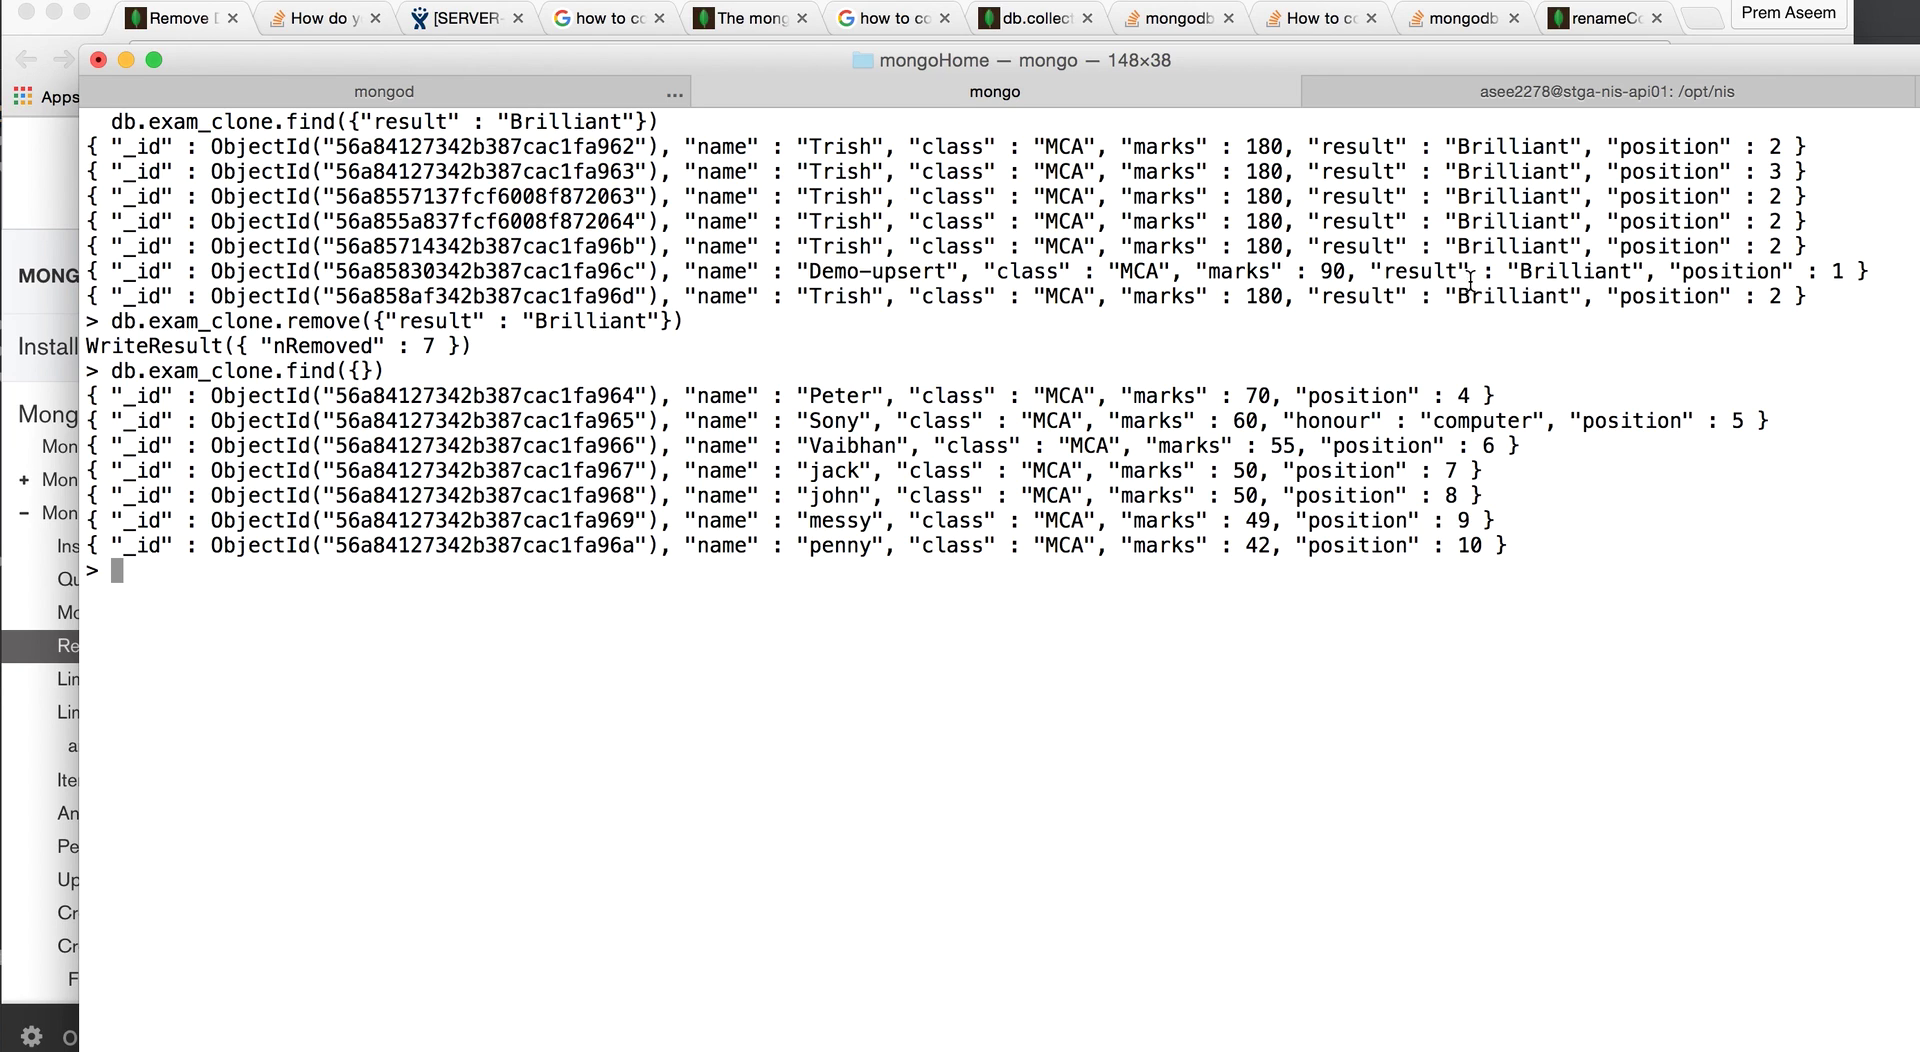 Remove D
How do y
[SERVER-
how to co
The mong
how to co
db.collect
mongodb
How to co
mongodb
renameCo
Prem Aseem
mongoHome — mongo — 148×38
Apps
mongod
...
mongo
asee2278@stga-nis-api01: /opt/nis
db.exam_clone.find({"result" : "Brilliant"})
{ "_id" : ObjectId("56a84127342b387cac1fa962"), "name" : "Trish", "class" : "MCA", "marks" : 180, "result" : "Brilliant", "position" : 2 }
{ "_id" : ObjectId("56a84127342b387cac1fa963"), "name" : "Trish", "class" : "MCA", "marks" : 180, "result" : "Brilliant", "position" : 3 }
{ "_id" : ObjectId("56a8557137fcf6008f872063"), "name" : "Trish", "class" : "MCA", "marks" : 180, "result" : "Brilliant", "position" : 2 }
{ "_id" : ObjectId("56a855a837fcf6008f872064"), "name" : "Trish", "class" : "MCA", "marks" : 180, "result" : "Brilliant", "position" : 2 }
{ "_id" : ObjectId("56a85714342b387cac1fa96b"), "name" : "Trish", "class" : "MCA", "marks" : 180, "result" : "Brilliant", "position" : 2 }
{ "_id" : ObjectId("56a85830342b387cac1fa96c"), "name" : "Demo-upsert", "class" : "MCA", "marks" : 90, "result" : "Brilliant", "position" : 1 }
{ "_id" : ObjectId("56a858af342b387cac1fa96d"), "name" : "Trish", "class" : "MCA", "marks" : 180, "result" : "Brilliant", "position" : 2 }
> db.exam_clone.remove({"result" : "Brilliant"})
WriteResult({ "nRemoved" : 7 })
> db.exam_clone.find({})
{ "_id" : ObjectId("56a84127342b387cac1fa964"), "name" : "Peter", "class" : "MCA", "marks" : 70, "position" : 4 }
{ "_id" : ObjectId("56a84127342b387cac1fa965"), "name" : "Sony", "class" : "MCA", "marks" : 60, "honour" : "computer", "position" : 5 }
{ "_id" : ObjectId("56a84127342b387cac1fa966"), "name" : "Vaibhan", "class" : "MCA", "marks" : 55, "position" : 6 }
{ "_id" : ObjectId("56a84127342b387cac1fa967"), "name" : "jack", "class" : "MCA", "marks" : 50, "position" : 7 }
{ "_id" : ObjectId("56a84127342b387cac1fa968"), "name" : "john", "class" : "MCA", "marks" : 50, "position" : 8 }
{ "_id" : ObjectId("56a84127342b387cac1fa969"), "name" : "messy", "class" : "MCA", "marks" : 49, "position" : 9 }
{ "_id" : ObjectId("56a84127342b387cac1fa96a"), "name" : "penny", "class" : "MCA", "marks" : 42, "position" : 10 }
>
MONG
Install
Mong
Mon
+ Mon
− Mon
Ins
Qu
Mo
Re
Lim
Lim
a
Ite
An
Pe
Up
Cr
Cr
F
O